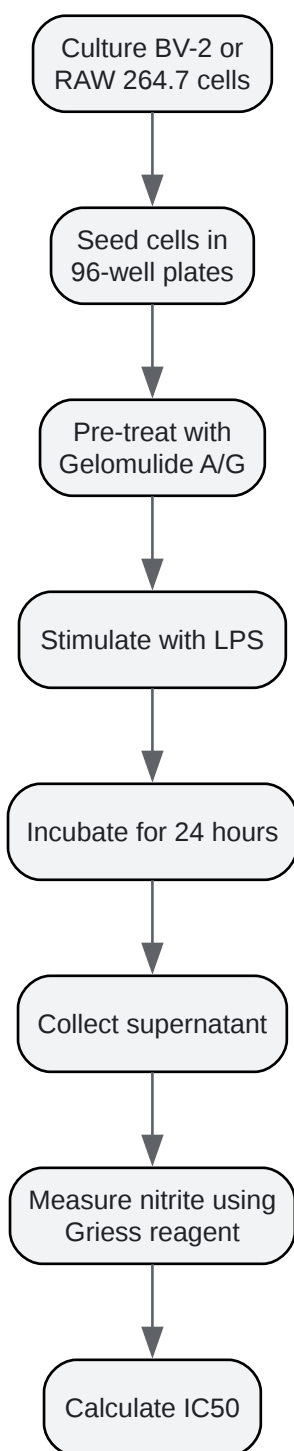 Culture BV-2 or
RAW 264.7 cells
Seed cells in
96-well plates
Pre-treat with
Gelomulide A/G
Stimulate with LPS
Incubate for 24 hours
Collect supernatant
Measure nitrite using
Griess reagent
Calculate IC50